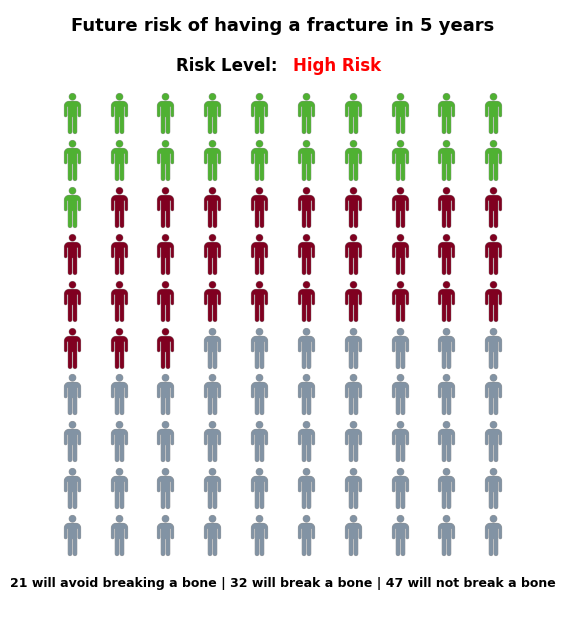 Future risk of having a fracture in 5 years
Risk Level: High Risk
21 will avoid breaking a bone | 32 will break a bone | 47 will not break a bone